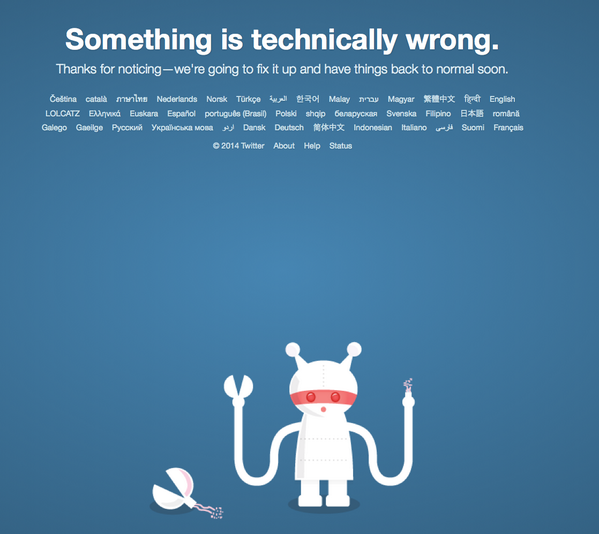 Something is technically wrong.
Thanks for noticing—we're going to fix it up and have things back to normal soon.
Čeština català ภาษาไทย Nederlands Norsk Türkçe العربية 한국어 Malay עברית Magyar 繁體中文 हिन्दी English
LOLCATZ Ελληνικά Euskara Español português (Brasil) Polski shqip беларуская Svenska Filipino 日本語 română
Galego Gaeilge Русский Українська мова اردو Dansk Deutsch 简体中文 Indonesian Italiano فارسی Suomi Français
© 2014 Twitter About Help Status